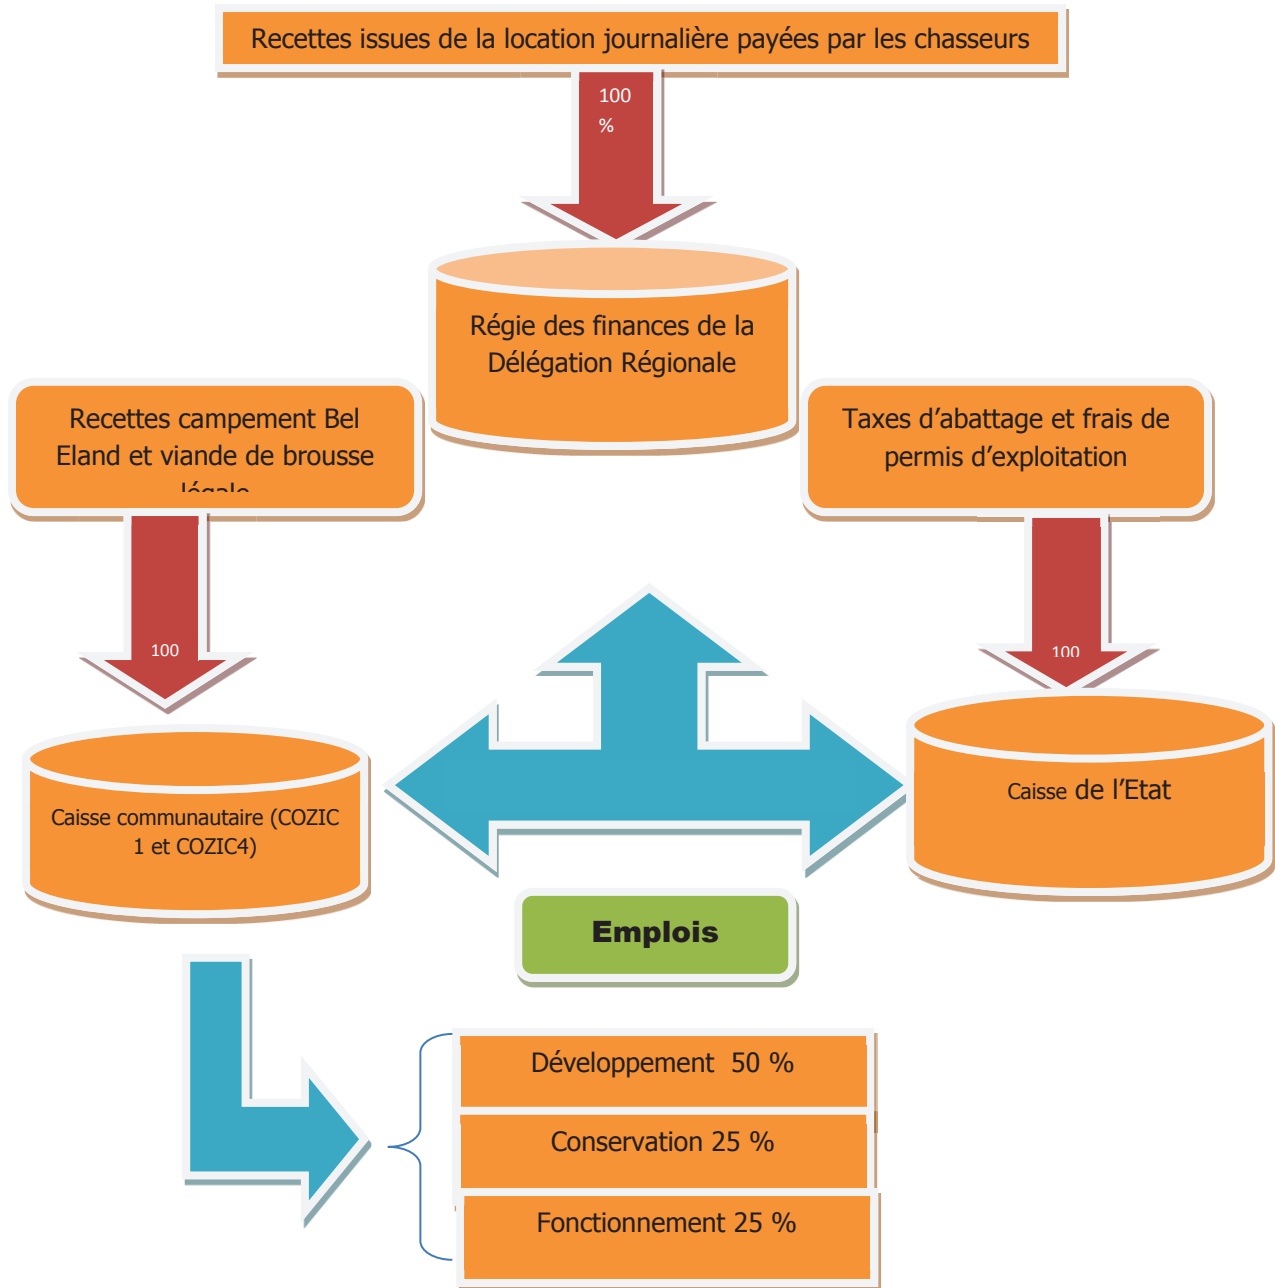 Recettes issues de la location journalière payées par les chasseurs
100
%
Régie des finances de la
Délégation Régionale
Recettes campement Bel
Eland et viande de brousse
légale
Taxes d'abattage et frais de
permis d'exploitation
100
100
Caisse communautaire (COZIC
1 et COZIC4)
Caisse de l'Etat
Emplois
Développement 50 %
Conservation 25 %
Fonctionnement 25 %